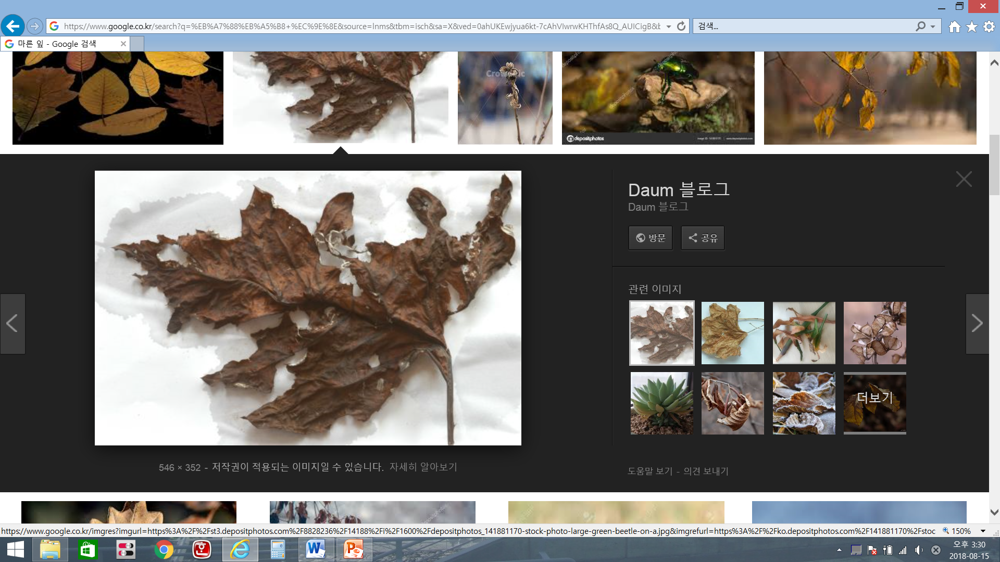 https://www.google.co.kr/search?q=%EB%A7%88%EB%A5%B8+%EC%9E%8E&source=lnms&tbm=isch&sa=X&ved=0ahUKEwjyua6kt-7cAhVIwrwKHThfAs8Q_AUICigB&b
검색...
마른 잎 - Google 검색
depositphotos
Daum 블로그
Daum 블로그
방문
공유
관련 이미지
더보기
546 × 352 - 저작권이 적용되는 이미지일 수 있습니다. 자세히 알아보기
도움말 보기 - 의견 보내기
https://www.google.co.kr/imgres?imgurl=https%3A%2F%2Fst3.depositphotos.com%2F8828236%2F14188%2Fi%2F1600%2Fdepositphotos_141881170-stock-photo-large-green-beetle-on-a.jpg&imgrefurl=https%3A%2F%2Fko.depositphotos.com%2F141881170%2Fstoc
150%
오후 3:30
2018-08-15